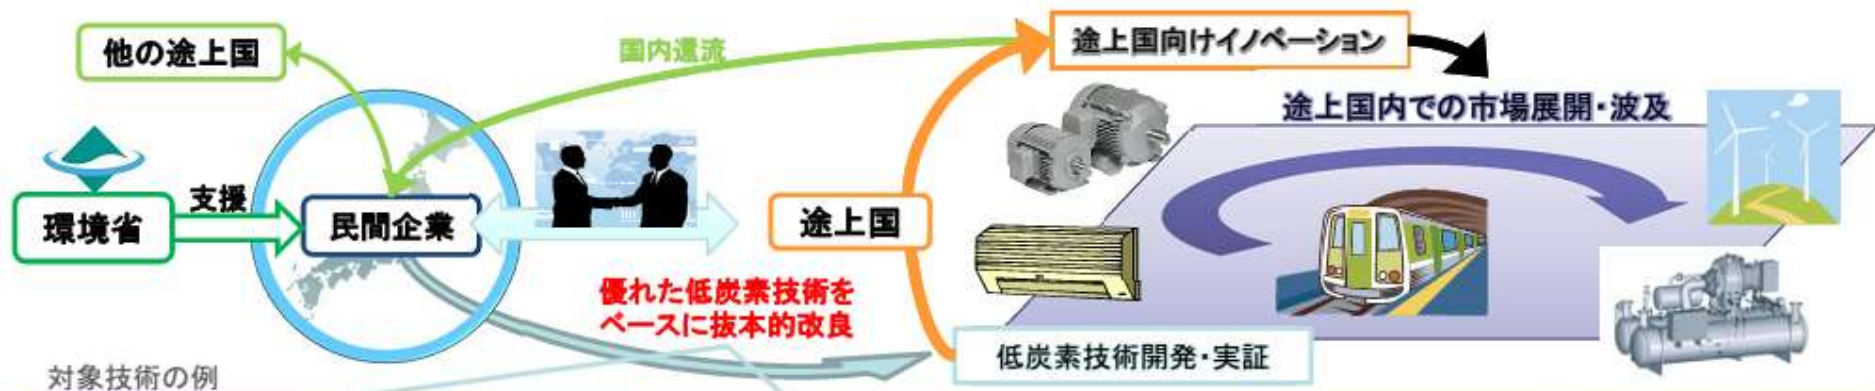 他の途上国
国内還流
途上国向けイノベーション
途上国内での市場展開・波及
環境省
支援
民間企業
途上国
優れた低炭素技術を
ベースに抜本的改良
低炭素技術開発・実証
対象技術の例